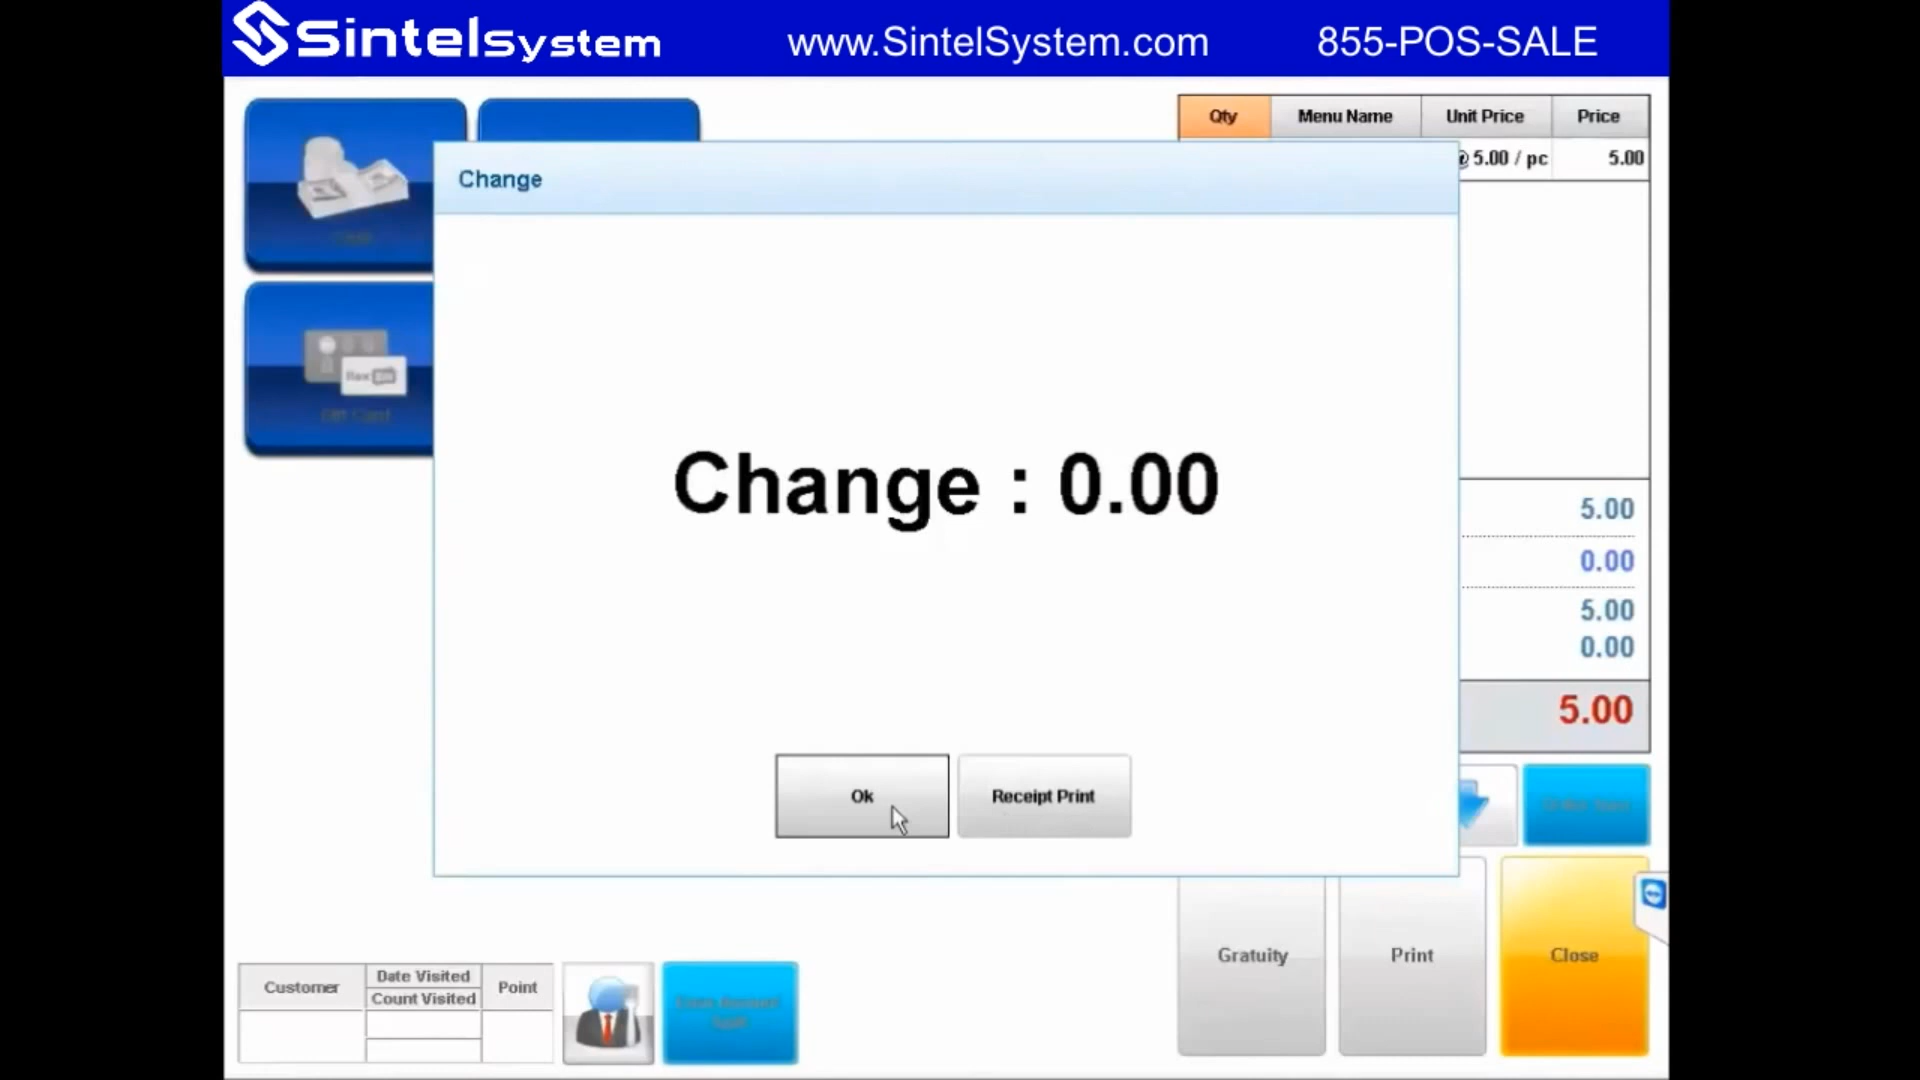 Sintelsystem
www.SintelSystem.com
855-POS-SALE
Qty
Menu Name
Unit Price
Price
@ 5.00 / pc
5.00
Change
Gift Card
Change : 0.00
5.00
0.00
5.00
0.00
5.00
Ok
Receipt Print
Gratuity
Print
Close
Customer
Date Visited
Count Visited
Point